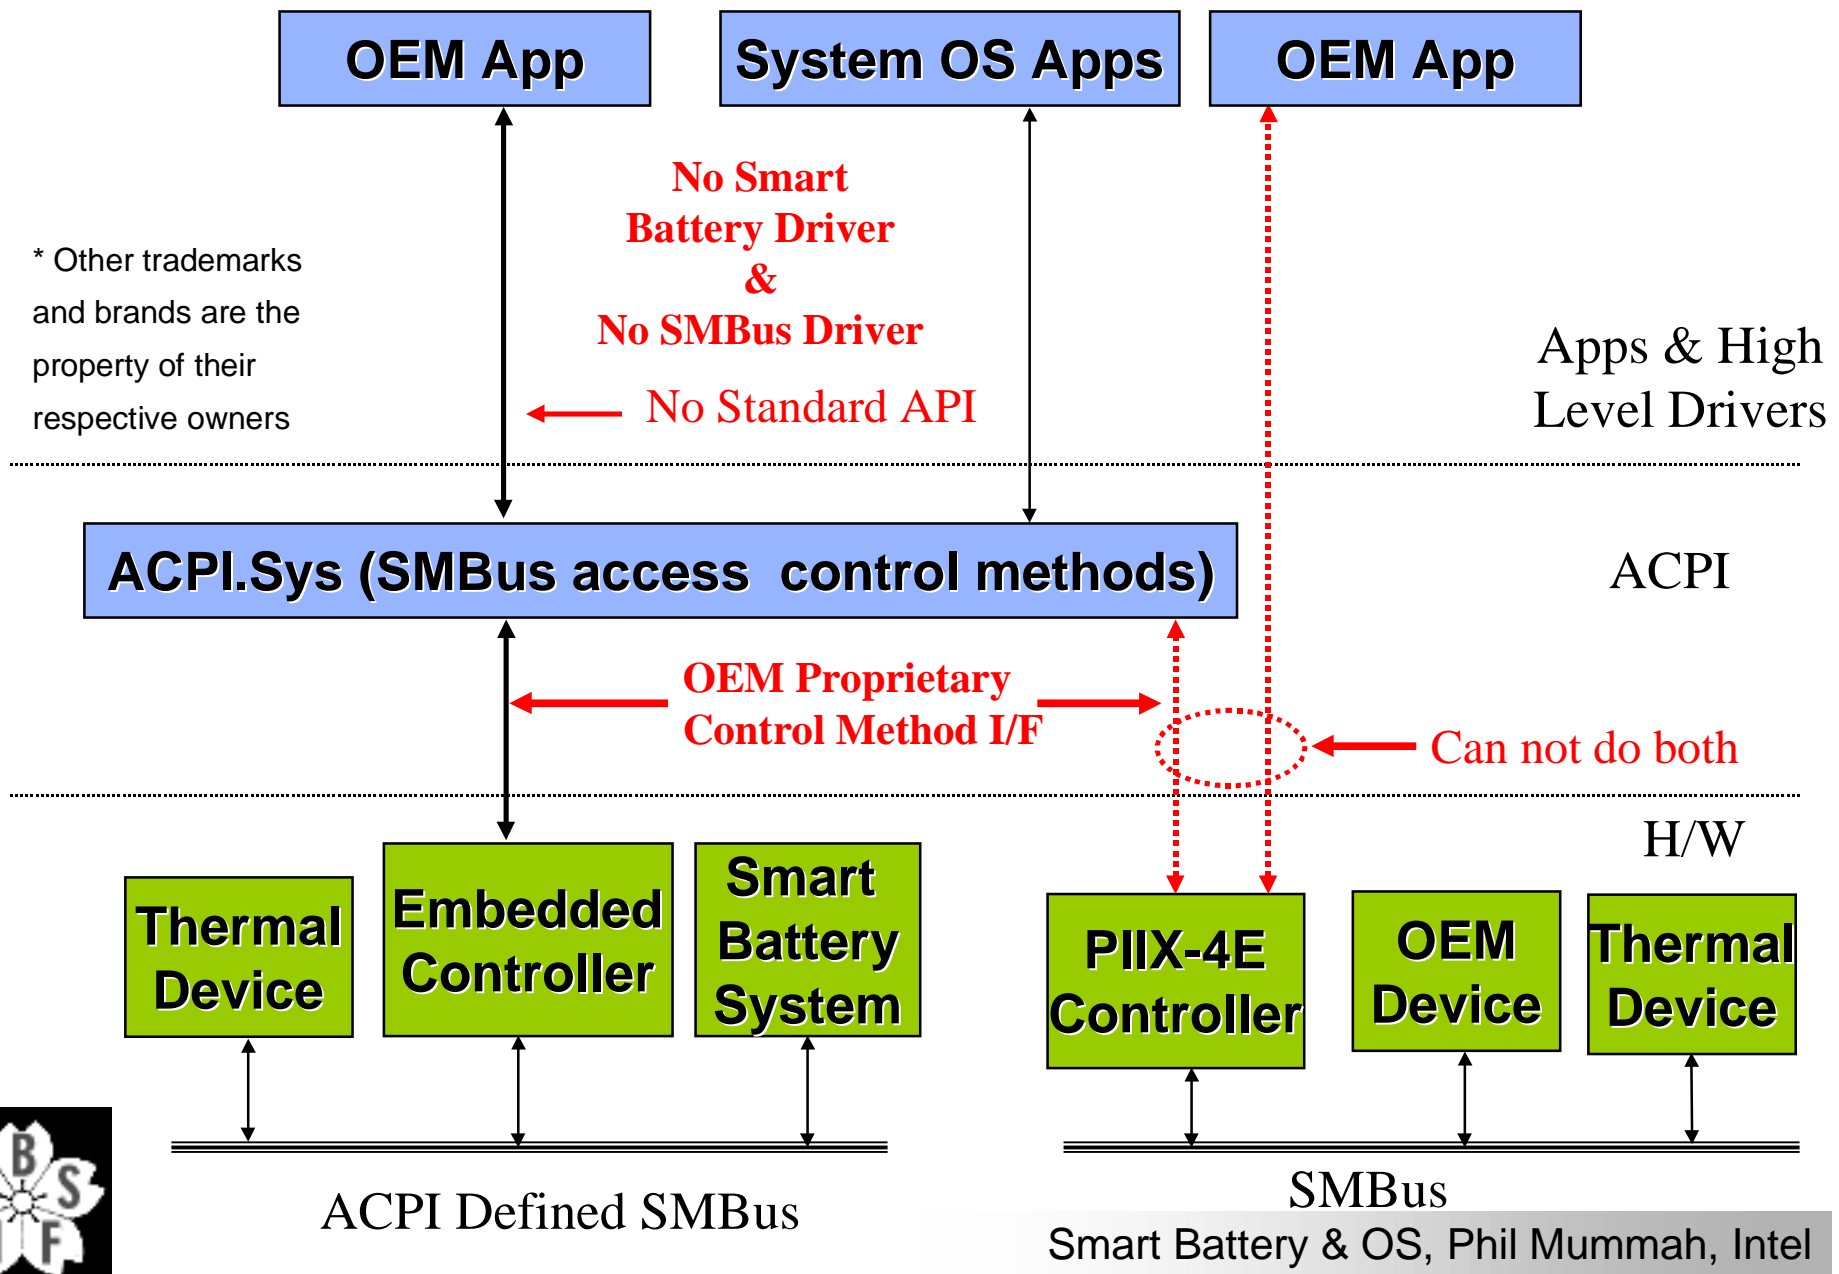 OEM App
System OS Apps
OEM App
No Smart
Battery Driver
&
No SMBus Driver
* Other trademarks
and brands are the
property of their
respective owners
No Standard API
Apps & High
Level Drivers
ACPI.Sys (SMBus access control methods)
ACPI
OEM Proprietary
Control Method I/F
Can not do both
H/W
Thermal
Device
Embedded
Controller
Smart
Battery
System
PIIX-4E
Controller
OEM
Device
Thermal
Device
ACPI Defined SMBus
SMBus
B
S
F
Smart Battery & OS, Phil Mummah, Intel